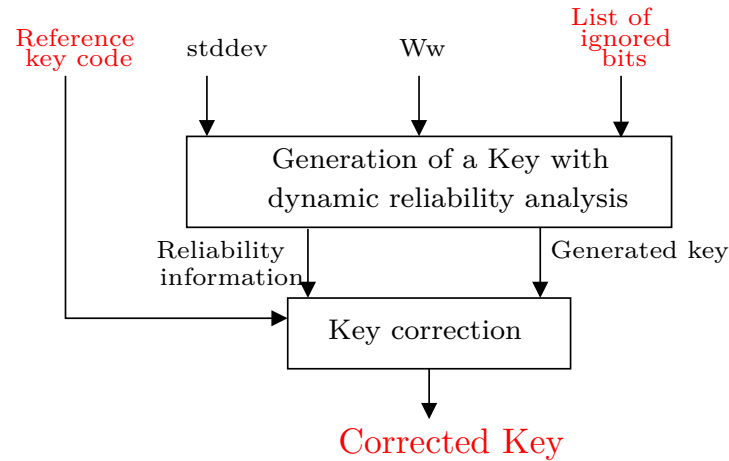 Reference
key code
stddev
Ww
List of
ignored
bits
Generation of a Key with
dynamic reliability analysis
Reliability
information
Generated key
Key correction
Corrected Key